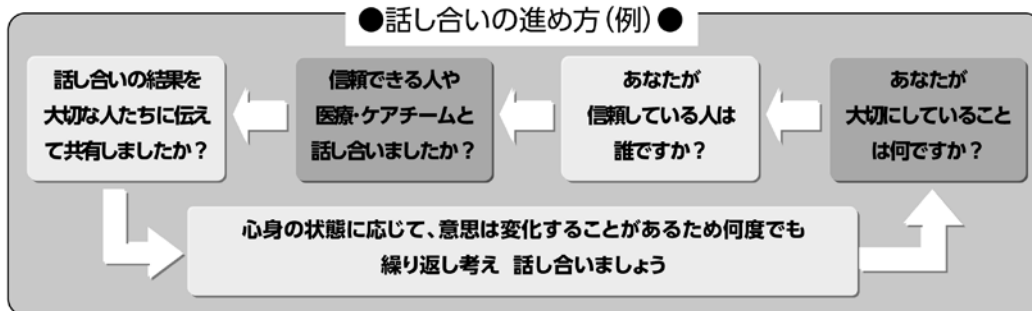 ●話し合いの進め方(例)●
あなたが
大切にしていること
は何ですか?
あなたが
信頼している人は
誰ですか?
信頼できる人や
医療・ケアチームと
話し合いましたか?
話し合いの結果を
大切な人たちに伝え
て共有しましたか?
心身の状態に応じて、意思は変化することがあるため何度でも
繰り返し考え 話し合いましょう